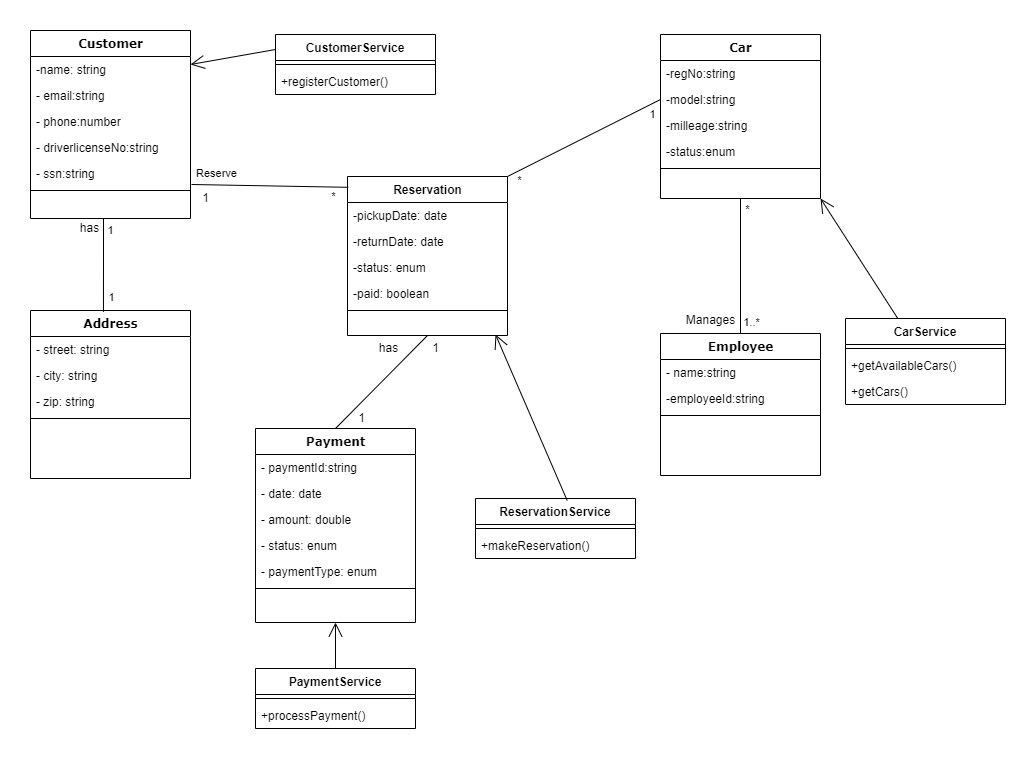 Customer
-name: string
- email:string
- phone:number
- driverlicenseNo:string
- ssn:string
CustomerService
+registerCustomer()
Car
-regNo:string
-model:string
-milleage:string
-status:enum
Reserve
1
*
1
*
Reservation
-pickupDate: date
-returnDate: date
-status: enum
-paid: boolean
has
1
1
Address
- street: string
- city: string
- zip: string
*
Manages
1..*
Employee
- name:string
-employeeId:string
CarService
+getAvailableCars()
+getCars()
has
1
1
Payment
- paymentId:string
- date: date
- amount: double
- status: enum
- paymentType: enum
ReservationService
+makeReservation()
PaymentService
+processPayment()